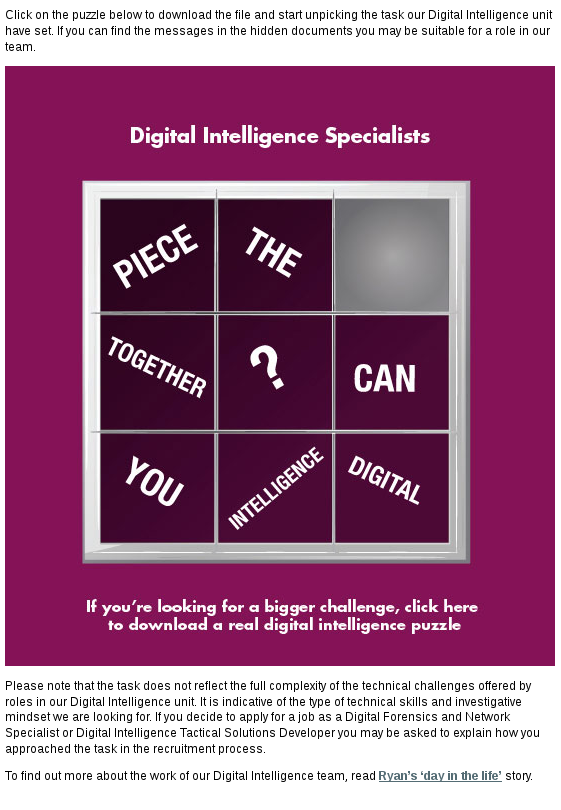 Click on the puzzle below to download the file and start unpicking the task our Digital Intelligence unit
have set. If you can find the messages in the hidden documents you may be suitable for a role in our
team.
Digital Intelligence Specialists
PIECE THE
TOGETHER ? CAN
YOU INTELLIGENCE DIGITAL
If you're looking for a bigger challenge, click here
to download a real digital intelligence puzzle
Please note that the task does not reflect the full complexity of the technical challenges offered by
roles in our Digital Intelligence unit. It is indicative of the type of technical skills and investigative
mindset we are looking for. If you decide to apply for a job as a Digital Forensics and Network
Specialist or Digital Intelligence Tactical Solutions Developer you may be asked to explain how you
approached the task in the recruitment process.
To find out more about the work of our Digital Intelligence team, read Ryan's 'day in the life' story.